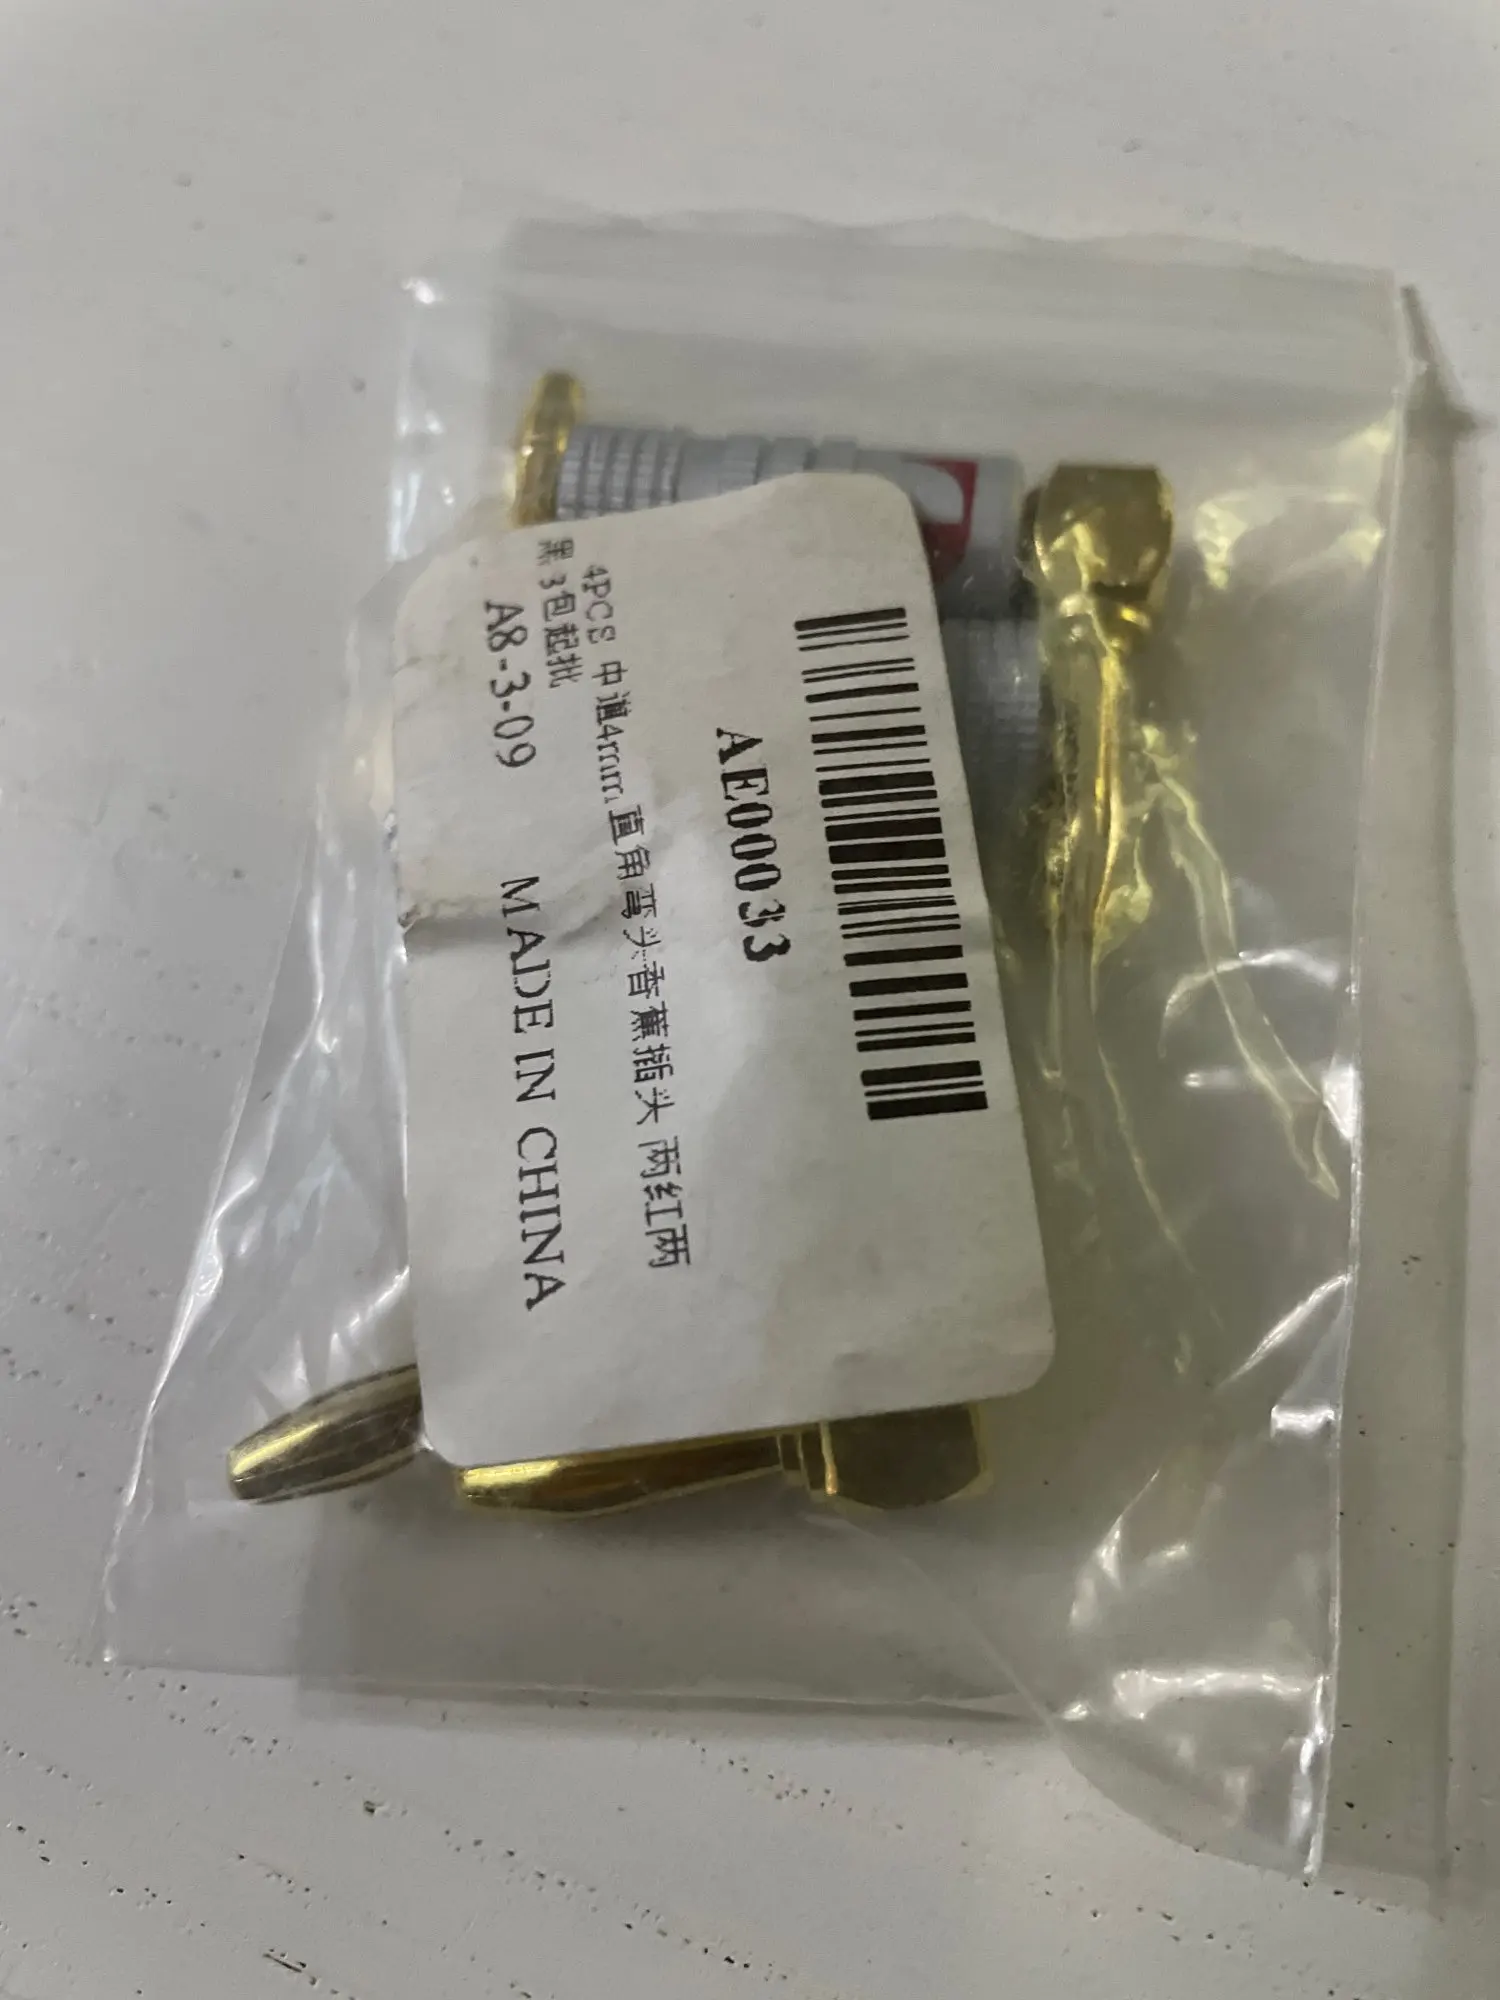 AE00033
4PCS 中道4mm 直角弯头香蕉插头 两红两
黑 3包起批
A8-3-09 MADE IN CHINA